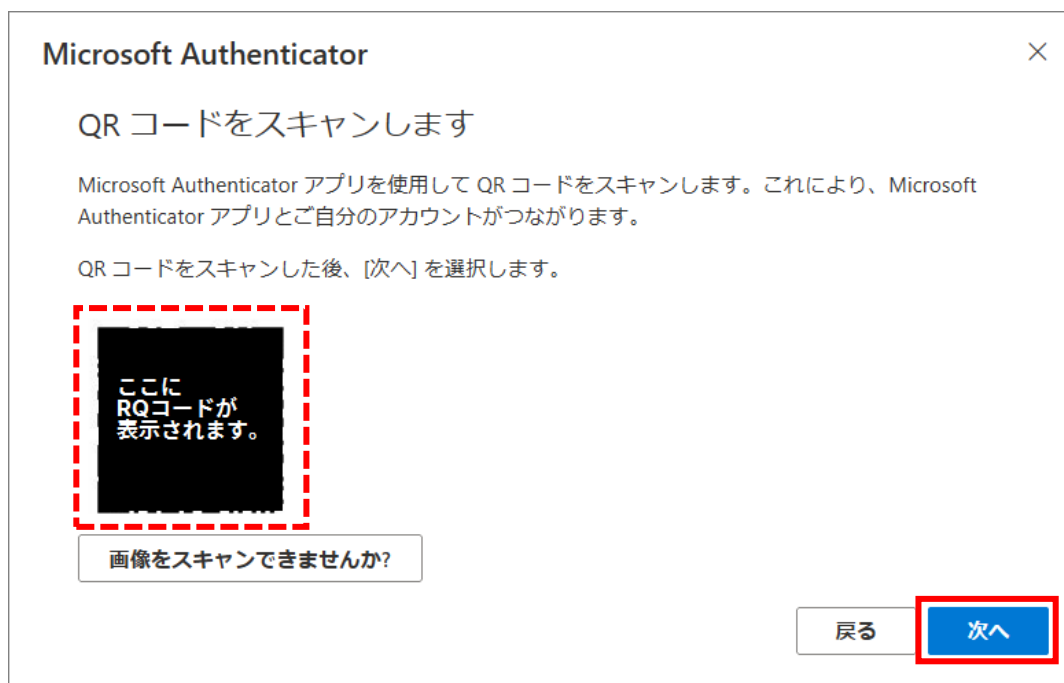 Microsoft Authenticator
QR コードをスキャンします
Microsoft Authenticator アプリを使用して QR コードをスキャンします。これにより、Microsoft
Authenticator アプリとご自分のアカウントがつながります。
QR コードをスキャンした後、[次へ] を選択します。
ここに
RQコードが
表示されます。
画像をスキャンできませんか?
戻る
次へ